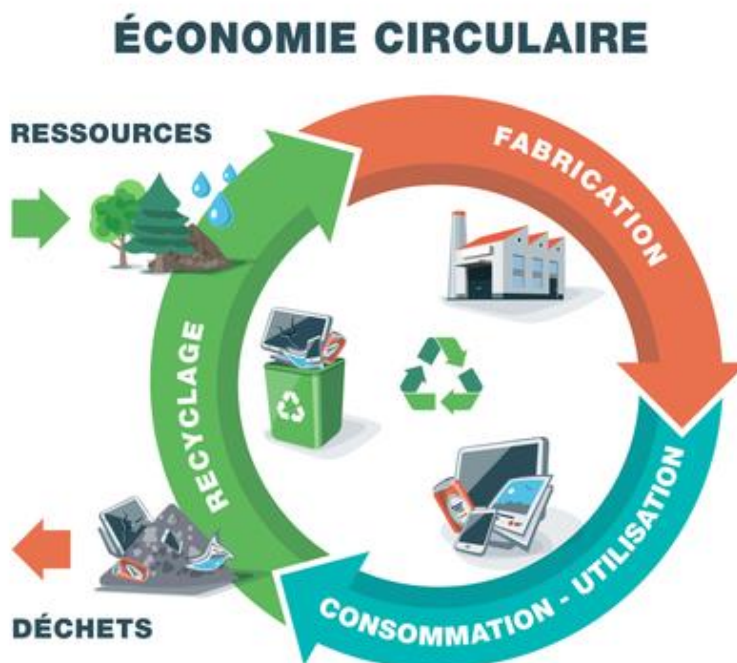 ÉCONOMIE CIRCULAIRE
RESSOURCES
FABRICATION
RECYCLAGE
CONSOMMATION - UTILISATION
DÉCHETS